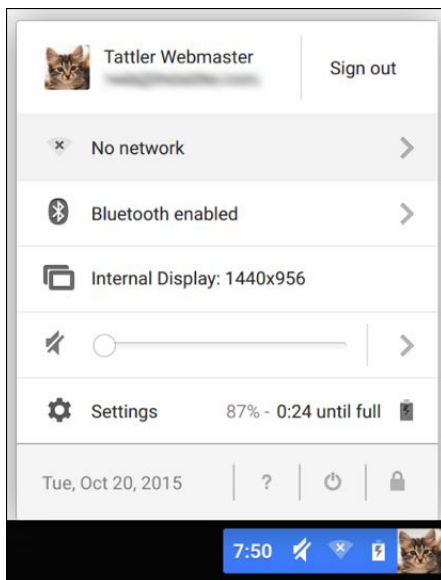 Tattler Webmaster
Sign out
No network
Bluetooth enabled
Internal Display: 1440x956
Settings 87% - 0:24 until full
Tue, Oct 20, 2015 ?
7:50